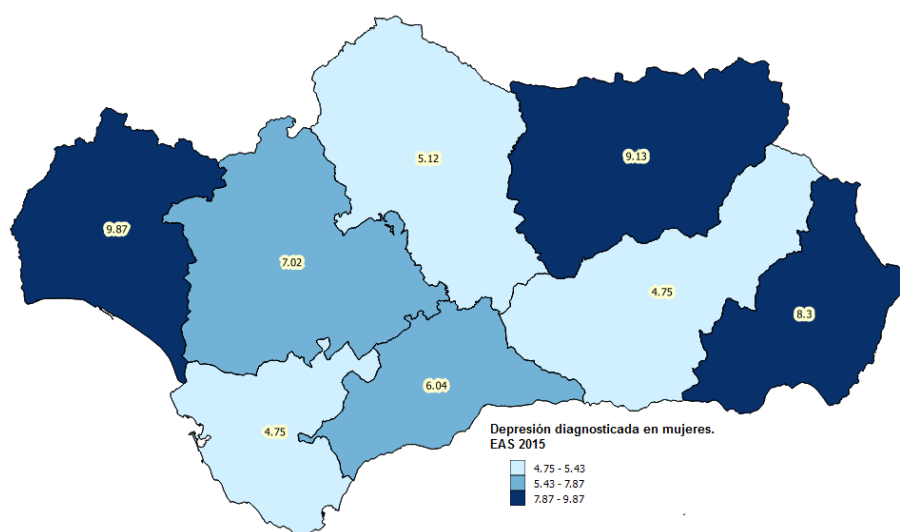 5.12
9.13
9.87
7.02
4.75
8.3
6.04
4.75
Depresión diagnosticada en mujeres.
EAS 2015
4.75 - 5.43
5.43 - 7.87
7.87 - 9.87